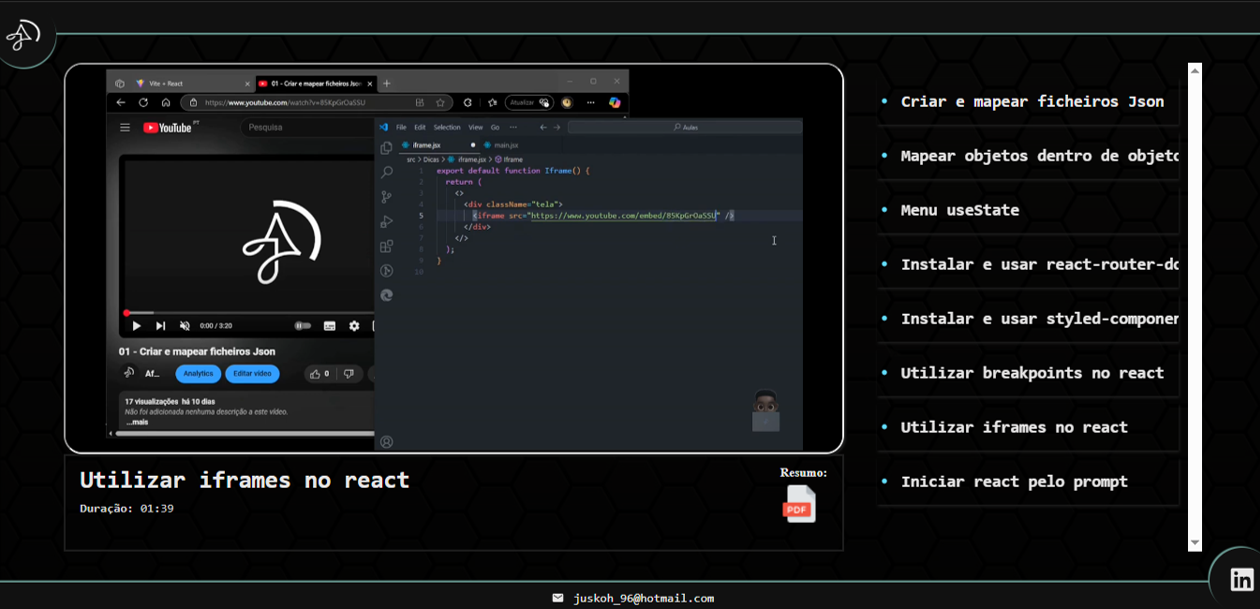 Vite + React
01 - Criar e mapear ficheiros Json
https://www.youtube.com/watch?v=85KpGrOaSSU
Atualizar
YouTube PT
Pesquisa
0:00 / 3:20
01 - Criar e mapear ficheiros Json
Af...
Analytics
Editar vídeo
0
17 visualizações há 10 dias
Não foi adicionada nenhuma descrição a este vídeo.
...mais
File Edit Selection View Go ...
Aulas
iframe.jsx
main.jsx
src > Dicas > iframe.jsx > Iframe
1 export default function Iframe() {
2 return (
3 <>
4 <div className="tela">
5 <iframe src="https://www.youtube.com/embed/85KpGrOaSSU" />
6 </div>
7 </>
8 );
9 }
10
Utilizar iframes no react
Duração: 01:39
Resumo:
PDF
Criar e mapear ficheiros Json
Mapear objetos dentro de objeto
Menu useState
Instalar e usar react-router-do
Instalar e usar styled-componen
Utilizar breakpoints no react
Utilizar iframes no react
Iniciar react pelo prompt
juskoh_96@hotmail.com
in